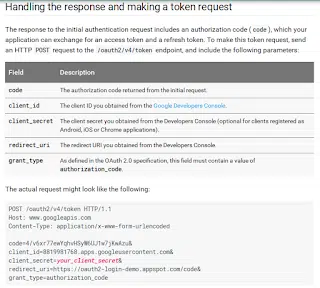 Handling the response and making a token request
The response to the initial authentication request includes an authorization code ( code ), which your
application can exchange for an access token and a refresh token. To make this token request, send
an HTTP POST request to the /oauth2/v4/token endpoint, and include the following parameters:
Field Description
code The authorization code returned from the initial request.
client_id The client ID you obtained from the Google Developers Console.
client_secret The client secret you obtained from the Developers Console (optional for clients registered as
Android, iOS or Chrome applications).
redirect_uri The redirect URI you obtained from the Developers Console.
grant_type As defined in the OAuth 2.0 specification, this field must contain a value of
authorization_code.
The actual request might look like the following:
POST /oauth2/v4/token HTTP/1.1
Host: www.googleapis.com
Content-Type: application/x-www-form-urlencoded
code=4/v6xr77ewYqhvHSyW6UJ1w7jKwAzu&
client_id=8819981768.apps.googleusercontent.com&
client_secret=your_client_secret&
redirect_uri=https://oauth2-login-demo.appspot.com/code&
grant_type=authorization_code